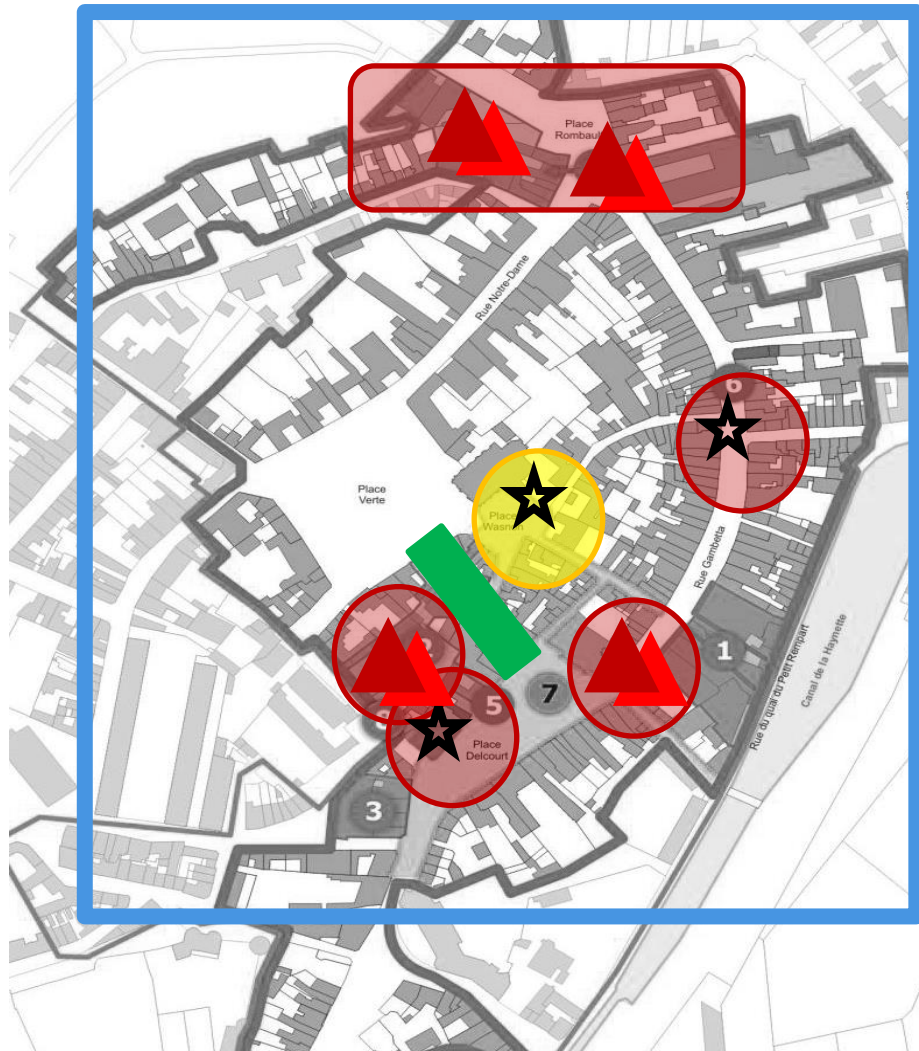 Place
Rombault
Rue Notre-Dame
6
Place
Verte
Place
Wasnon
Rue Gambetta
1
Rue du quai du Petit Rempart
Canal de la Haynette
5
7
Place
Delcourt
3